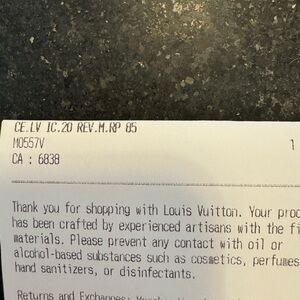 CE.LV IC.20 REV.M.RP 85
M0557V 1
CA : 6838
Thank you for shopping with Louis Vuitton. Your
has been crafted by experienced artisans with the
materials. Please prevent any contact with oil or
alcohol-based substances such as cosmetics, perfumes
hand sanitizers, or disinfectants.
Returns and Exchanges: